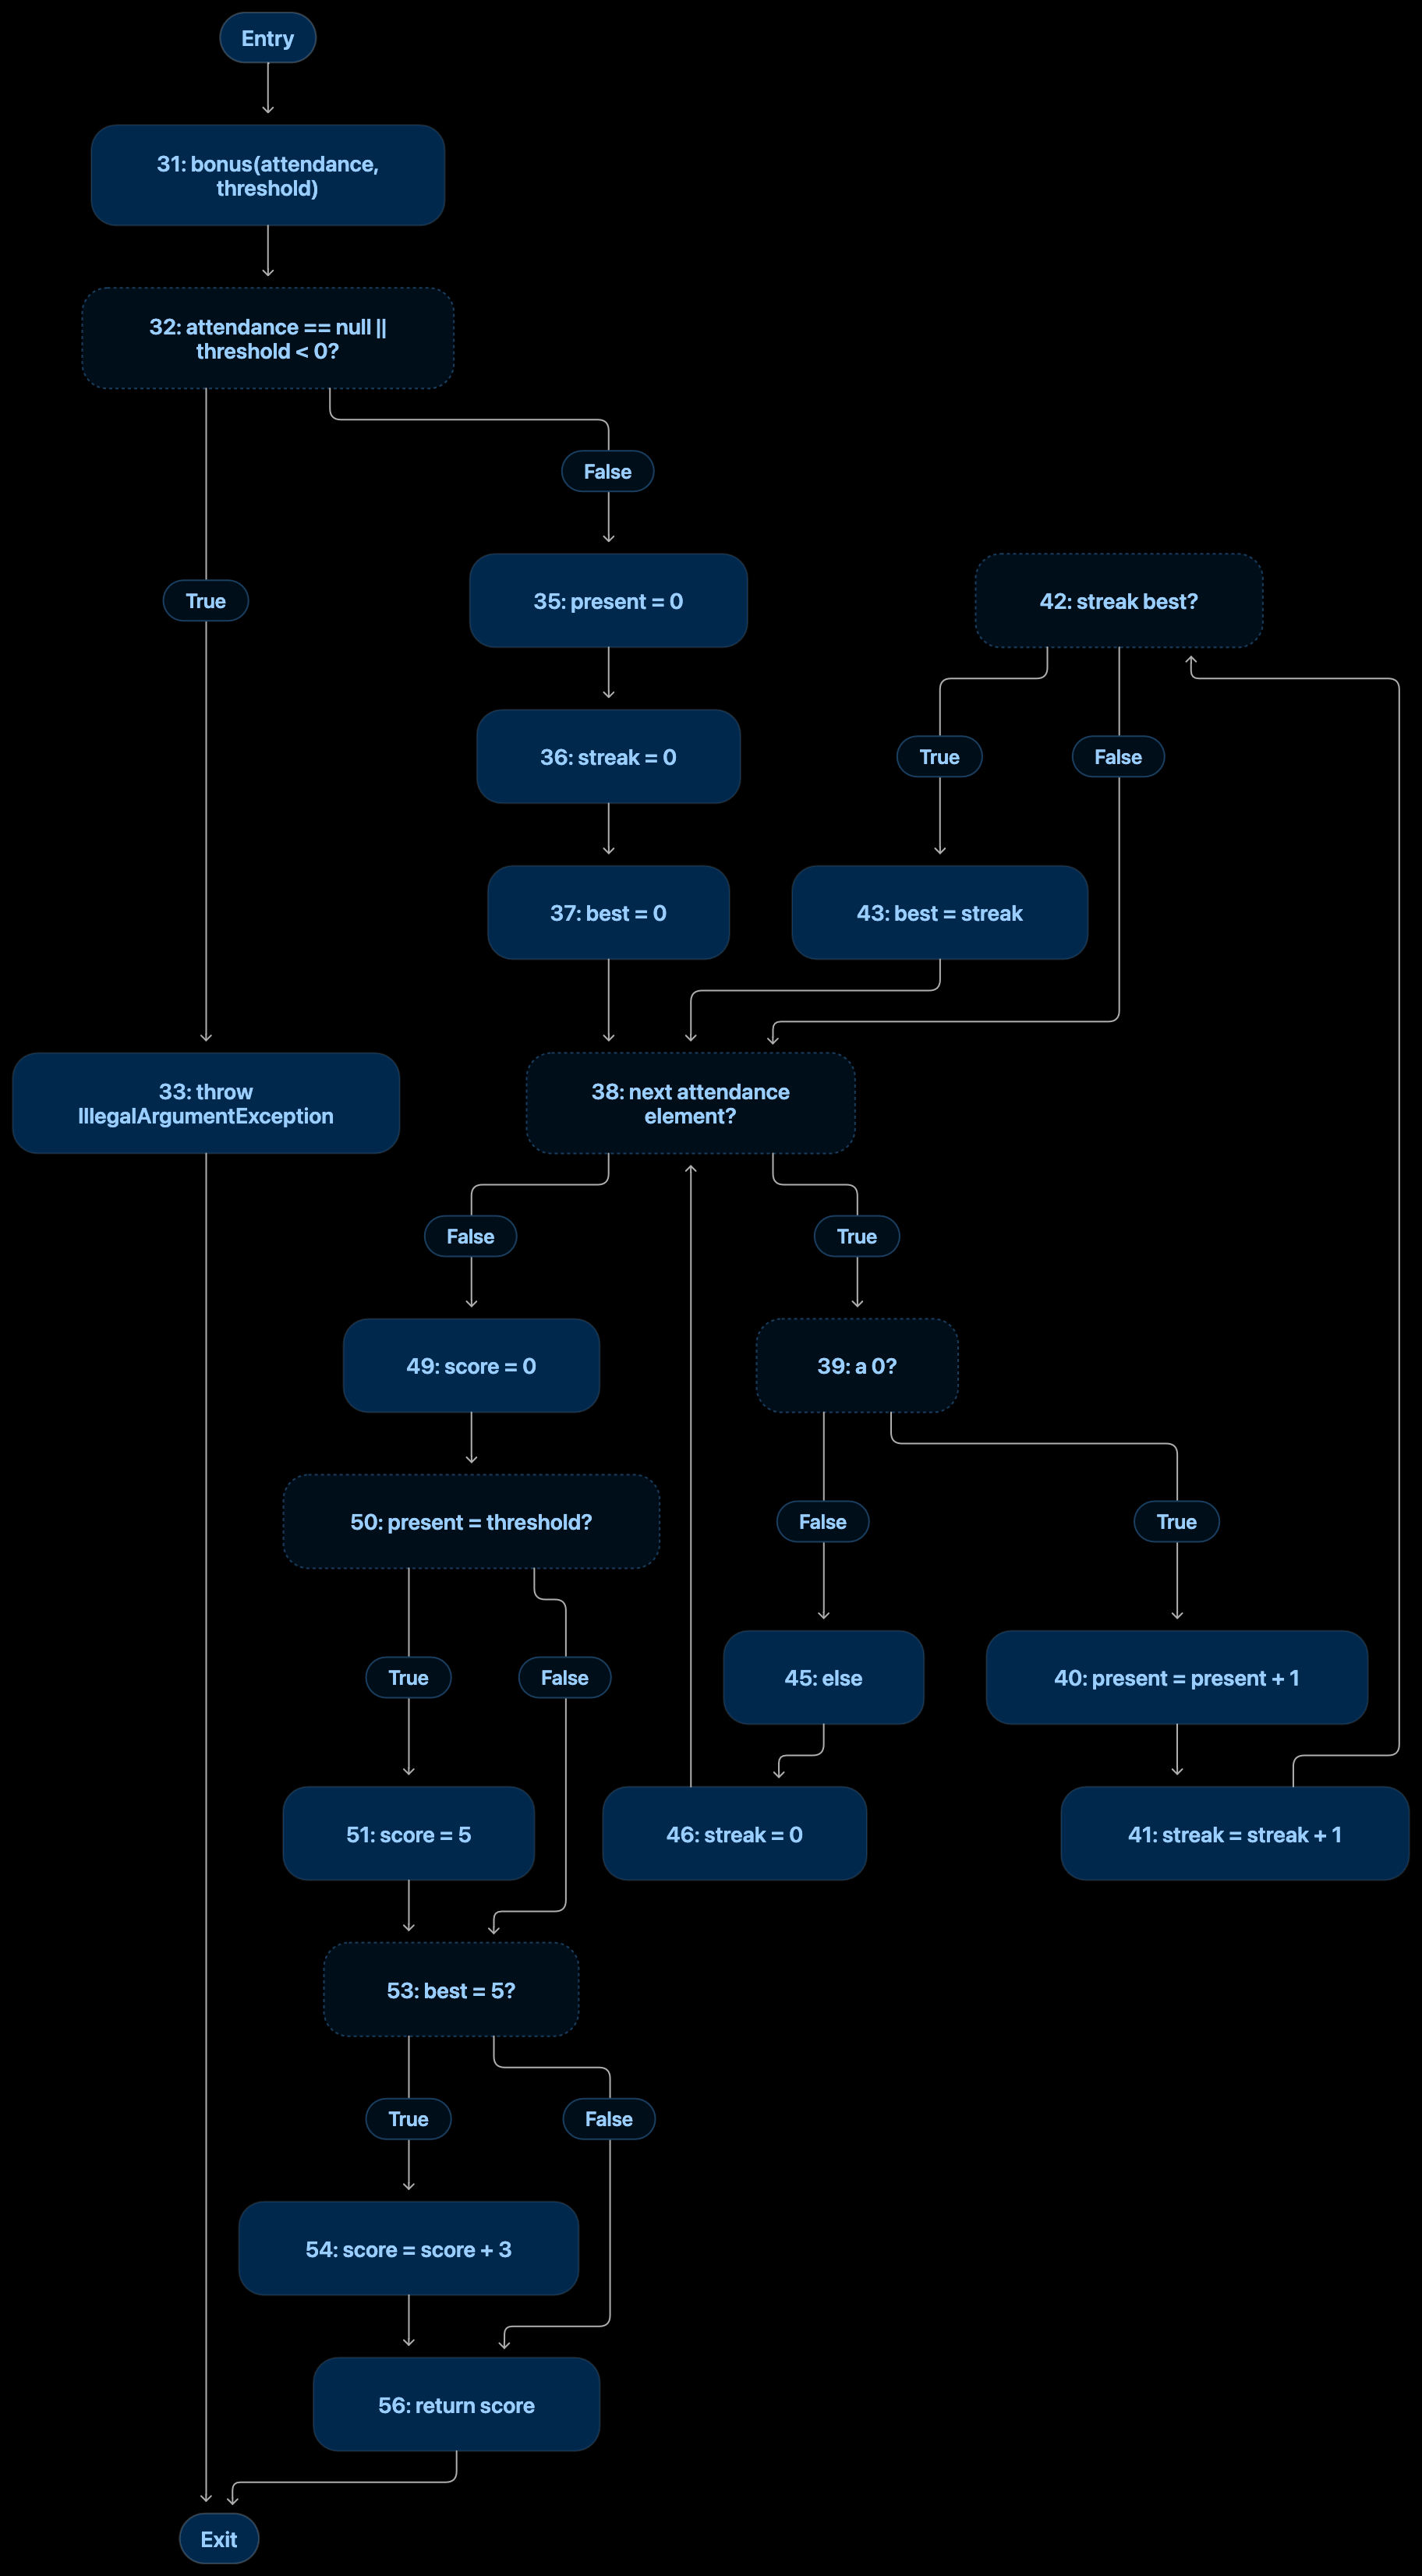 Entry
31: bonus(attendance,
threshold)
32: attendance == null ||
threshold < 0?
False
True
35: present = 0
42: streak best?
36: streak = 0
True
False
37: best = 0
43: best = streak
33: throw
IllegalArgumentException
38: next attendance
element?
False
True
49: score = 0
39: a 0?
50: present = threshold?
False
True
True
False
45: else
40: present = present + 1
51: score = 5
46: streak = 0
41: streak = streak + 1
53: best = 5?
True
False
54: score = score + 3
56: return score
Exit